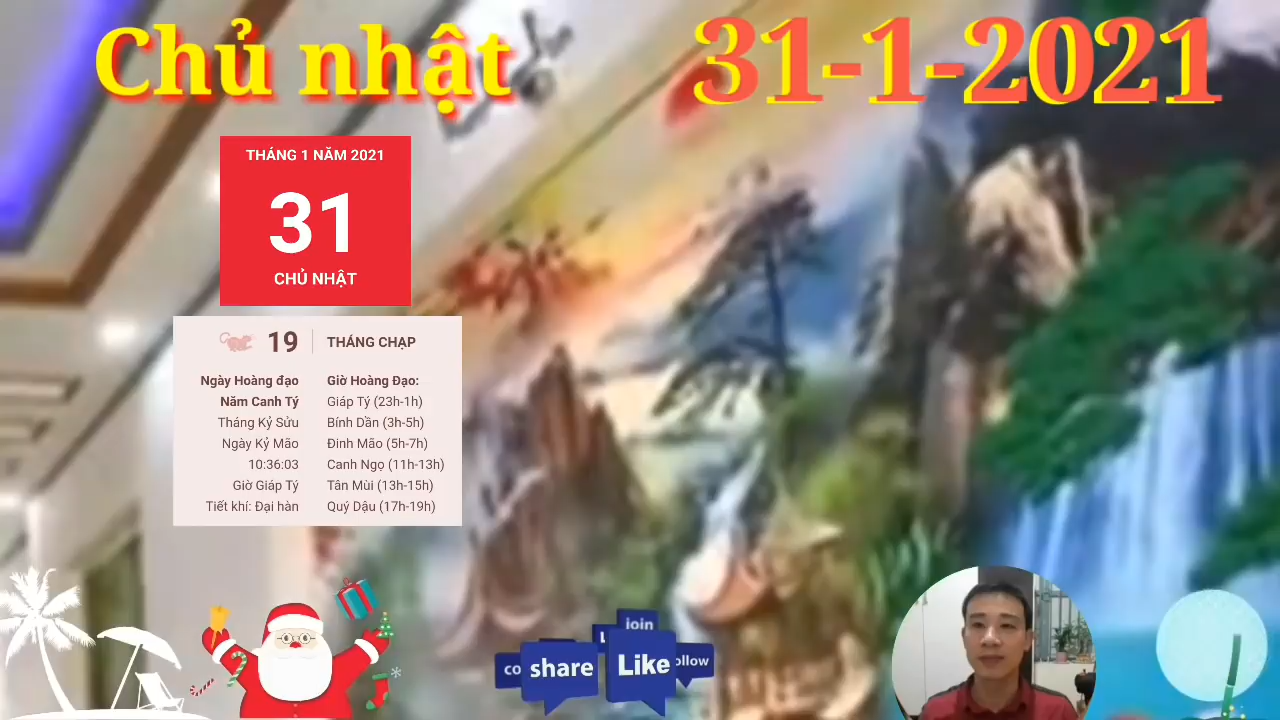 Chủ nhật
31-1-2021
THÁNG 1 NĂM 2021
31
CHỦ NHẬT
19
THÁNG CHẠP
Ngày Hoàng đạo
Năm Canh Tý
Tháng Kỷ Sửu
Ngày Kỷ Mão
10:36:03
Giờ Giáp Tý
Tiết khí: Đại hàn
Giờ Hoàng Đạo:
Giáp Tý (23h-1h)
Bính Dần (3h-5h)
Đinh Mão (5h-7h)
Canh Ngọ (11h-13h)
Tân Mùi (13h-15h)
Quý Dậu (17h-19h)
join
co
share
Like
ollow